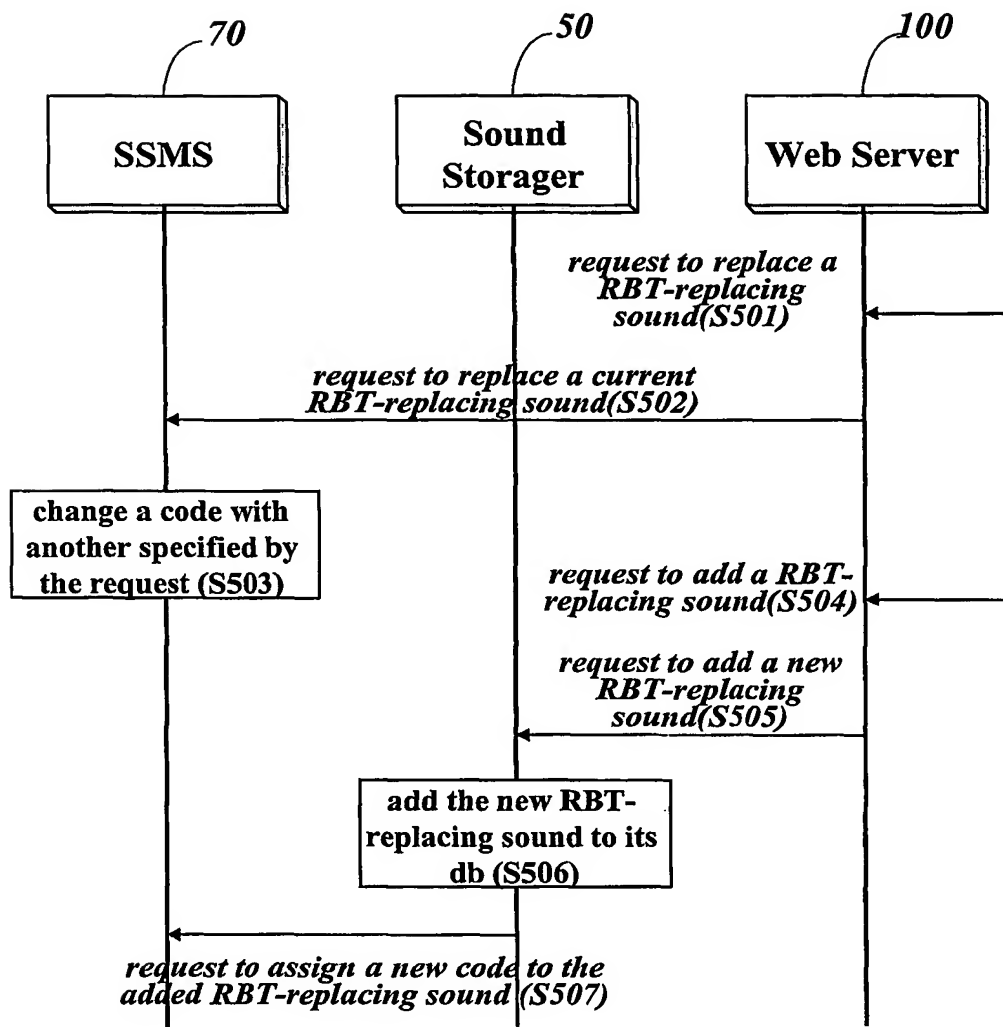 70
50
100
SSMS
Sound
Storager
Web Server
request to replace a
RBT-replacing
sound(S501)
request to replace a current
RBT-replacing sound(S502)
change a code with
another specified by
the request (S503)
request to add a RBT-
replacing sound(S504)
request to add a new
RBT-replacing
sound(S505)
add the new RBT-
replacing sound to its
db (S506)
request to assign a new code to the
added RBT-replacing sound (S507)